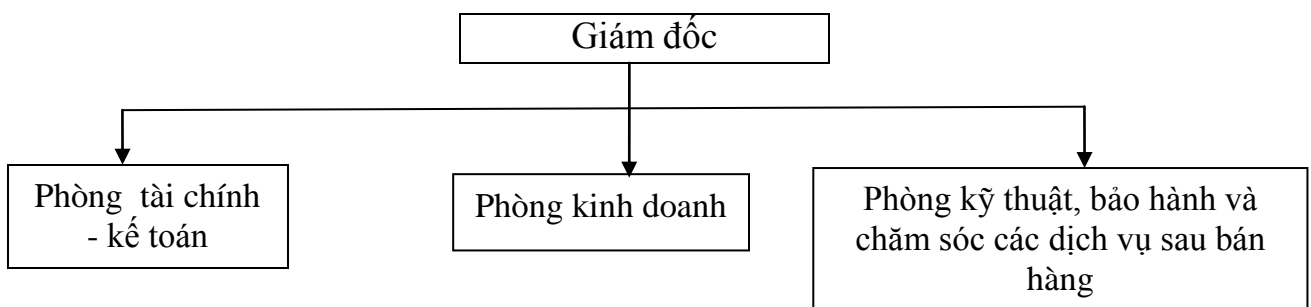 Giám đốc
Phòng tài chính
- kế toán
Phòng kinh doanh
Phòng kỹ thuật, bảo hành và
chăm sóc các dịch vụ sau bán
hàng